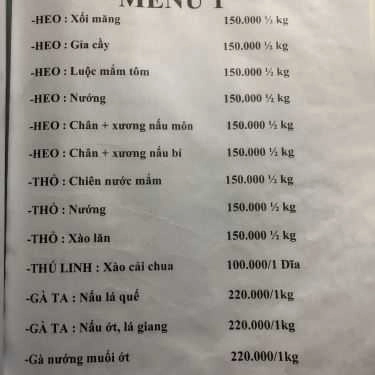 MENU 1
-HEO : Xối măng 150.000 ½ kg
-HEO : Gia cầy 150.000 ½ kg
-HEO : Luộc mắm tôm 150.000 ½ kg
-HEO : Nướng 150.000 ½ kg
-HEO : Chân + xương nấu môn 150.000 ½ kg
-HEO : Chân + xương nấu bí 150.000 ½ kg
-THỎ : Chiên nước mắm 150.000 ½ kg
-THỎ : Nướng 150.000 ½ kg
-THỎ : Xào lăn 150.000 ½ kg
-THÚ LINH : Xào cải chua 100.000/1 Dĩa
-GÀ TA : Nấu lá quế 220.000/1kg
-GÀ TA : Nấu ớt, lá giang 220.000/1kg
-Gà nướng muối ớt 220.000/1kg